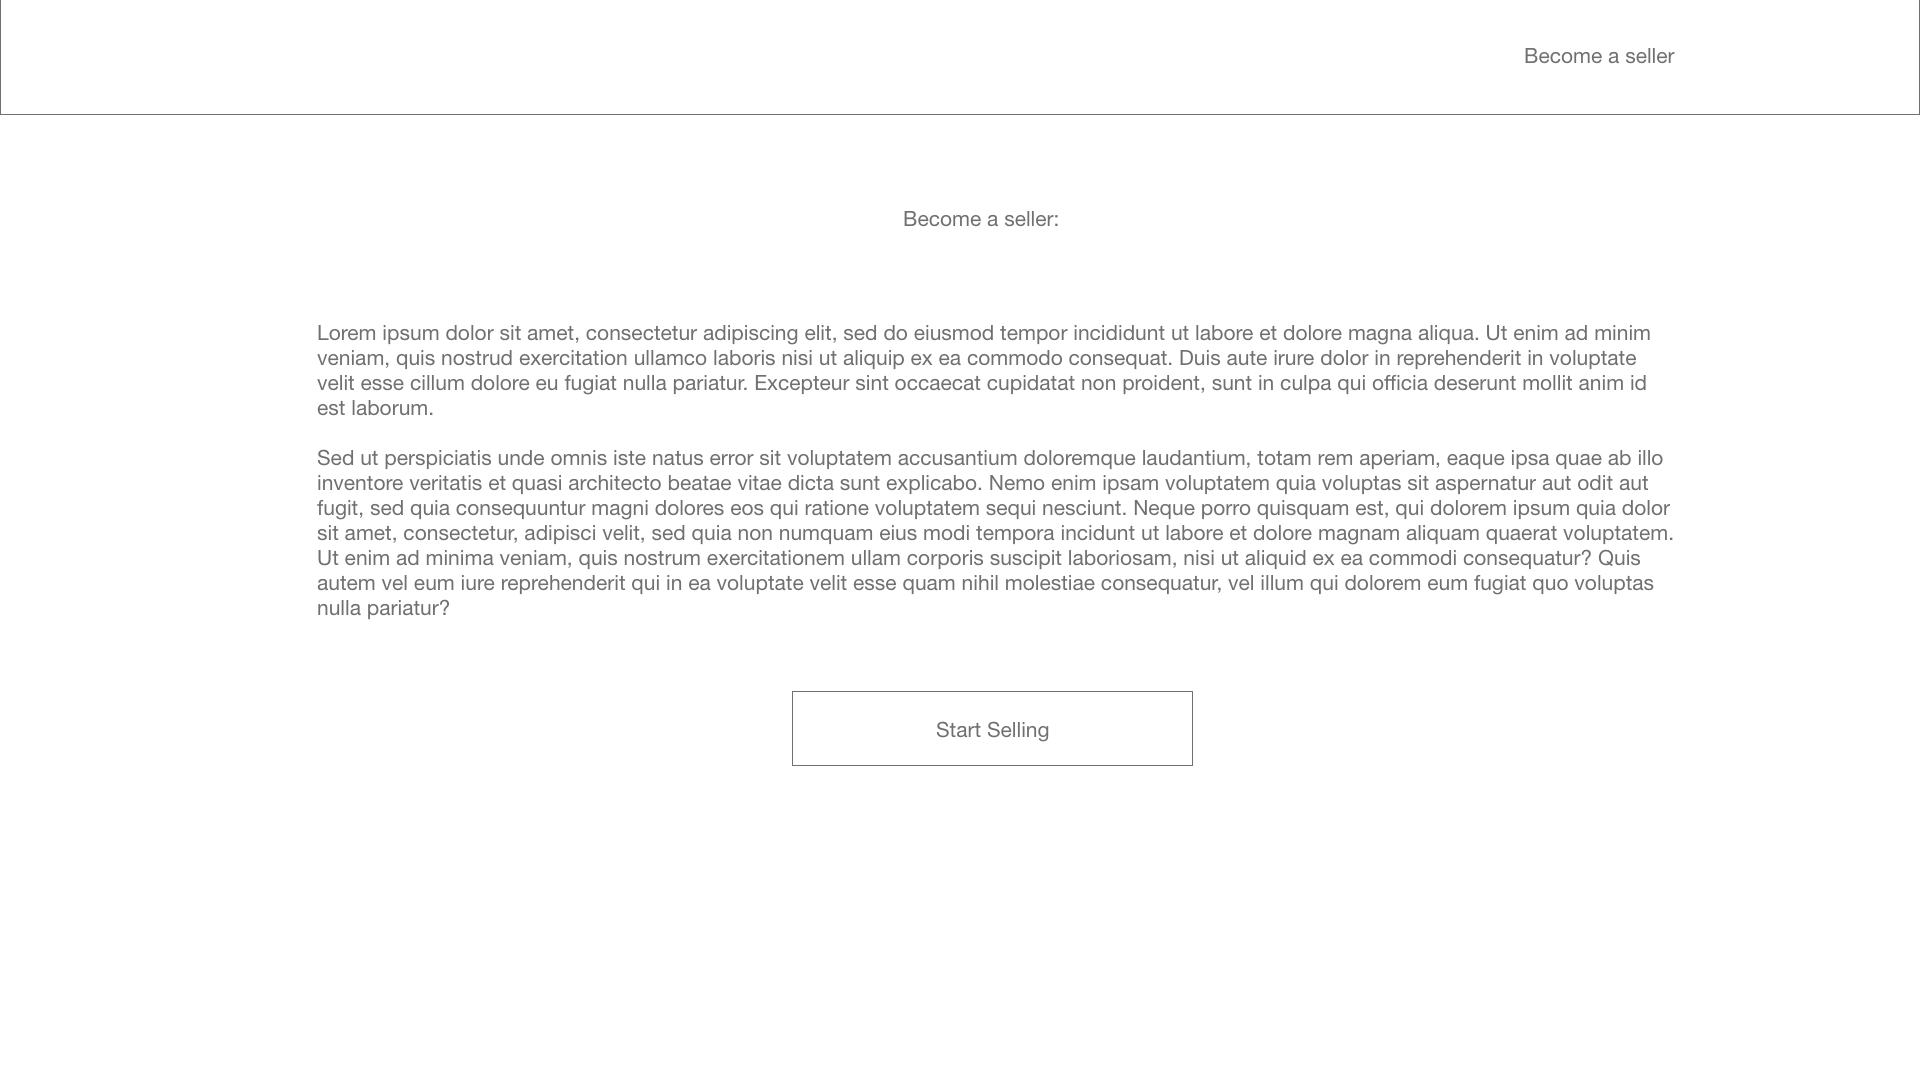 Become a seller
Become a seller:
Lorem ipsum dolor sit amet, consectetur adipiscing elit, sed do eiusmod tempor incididunt ut labore et dolore magna aliqua. Ut enim ad minim
veniam, quis nostrud exercitation ullamco laboris nisi ut aliquip ex ea commodo consequat. Duis aute irure dolor in reprehenderit in voluptate
velit esse cillum dolore eu fugiat nulla pariatur. Excepteur sint occaecat cupidatat non proident, sunt in culpa qui officia deserunt mollit anim id
est laborum.
Sed ut perspiciatis unde omnis iste natus error sit voluptatem accusantium doloremque laudantium, totam rem aperiam, eaque ipsa quae ab illo
inventore veritatis et quasi architecto beatae vitae dicta sunt explicabo. Nemo enim ipsam voluptatem quia voluptas sit aspernatur aut odit aut
fugit, sed quia consequuntur magni dolores eos qui ratione voluptatem sequi nesciunt. Neque porro quisquam est, qui dolorem ipsum quia dolor
sit amet, consectetur, adipisci velit, sed quia non numquam eius modi tempora incidunt ut labore et dolore magnam aliquam quaerat voluptatem.
Ut enim ad minima veniam, quis nostrum exercitationem ullam corporis suscipit laboriosam, nisi ut aliquid ex ea commodi consequatur? Quis
autem vel eum iure reprehenderit qui in ea voluptate velit esse quam nihil molestiae consequatur, vel illum qui dolorem eum fugiat quo voluptas
nulla pariatur?
Start Selling